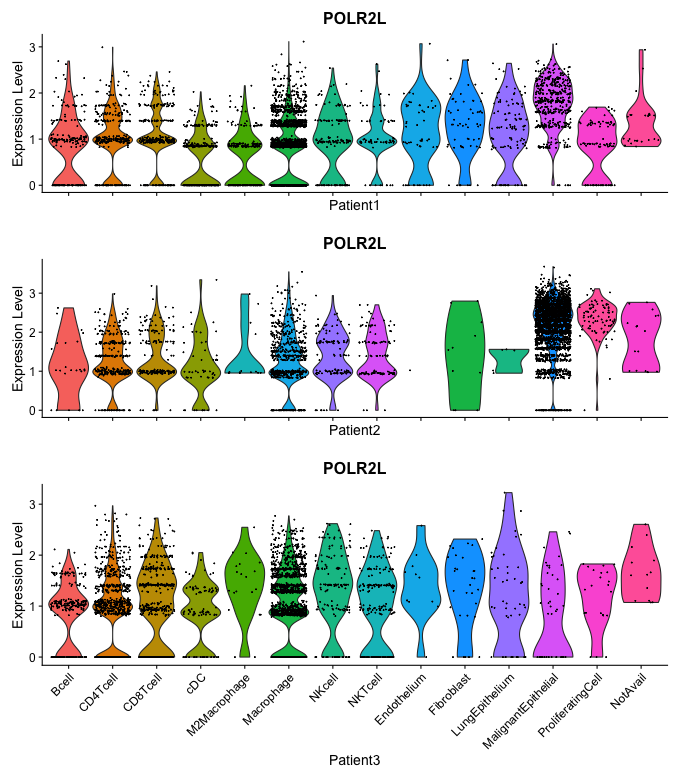 POLR2L
Expression Level
3
2
1
0
Patient1
POLR2L
Expression Level
3
2
1
0
Patient2
POLR2L
Expression Level
3
2
1
0
Bcell
CD4Tcell
CD8Tcell
cDC
M2Macrophage
Macrophage
NKcell
NKTcell
Endothelium
Fibroblast
LungEpithelium
MalignantEpithelial
ProliferatingCell
NotAvail
Patient3